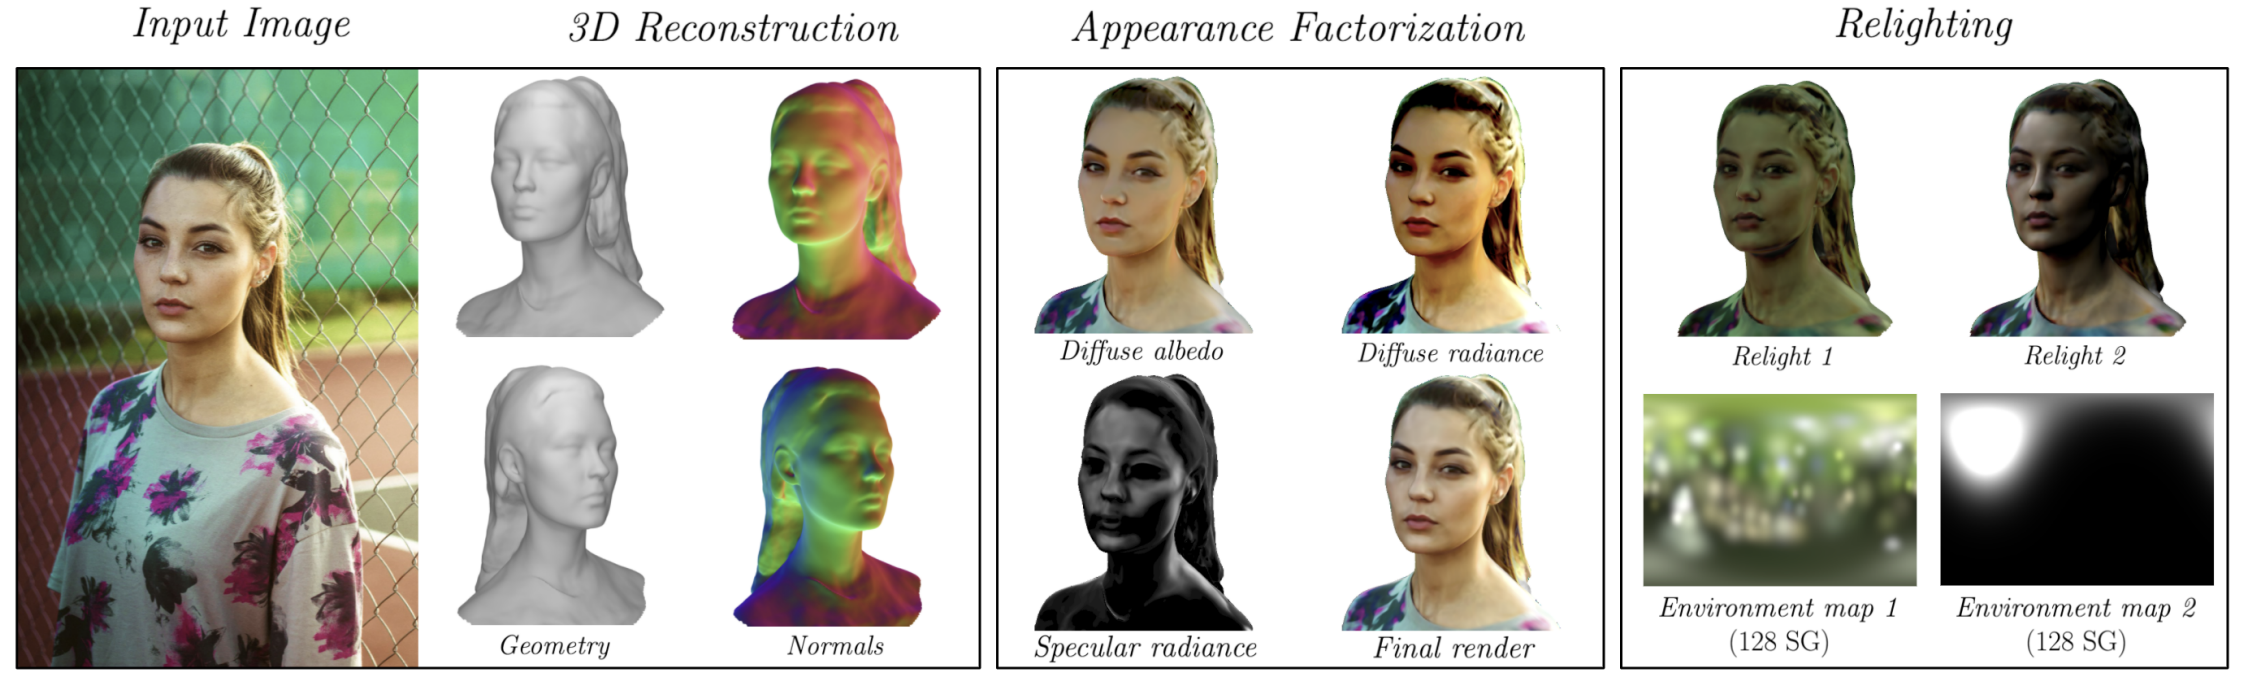 Input Image
3D Reconstruction
Appearance Factorization
Relighting
Geometry
Normals
Diffuse albedo
Diffuse radiance
Specular radiance
Final render
Relight 1
Relight 2
Environment map 1
(128 SG)
Environment map 2
(128 SG)